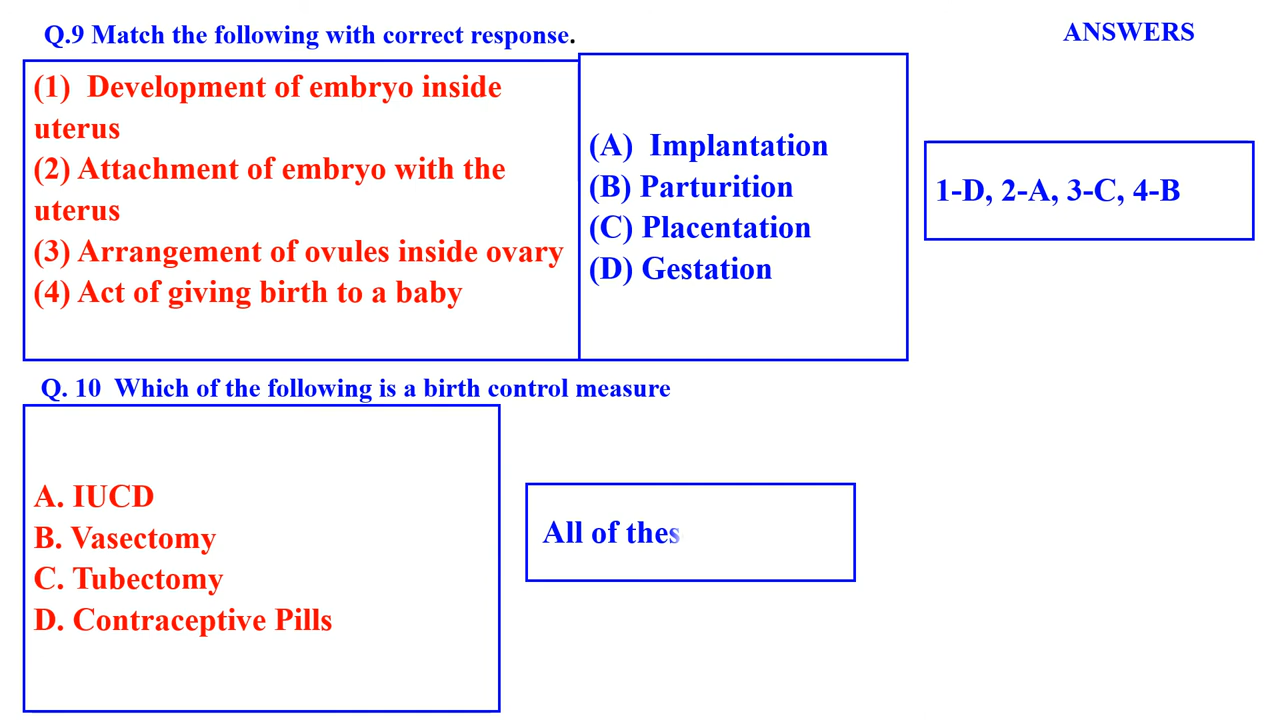 Q.9 Match the following with correct response.
ANSWERS
(1) Development of embryo inside
uterus
(2) Attachment of embryo with the
uterus
(3) Arrangement of ovules inside ovary
(4) Act of giving birth to a baby
(A) Implantation
(B) Parturition
(C) Placentation
(D) Gestation
1-D, 2-A, 3-C, 4-B
Q. 10 Which of the following is a birth control measure
A. IUCD
B. Vasectomy
C. Tubectomy
D. Contraceptive Pills
All of thes